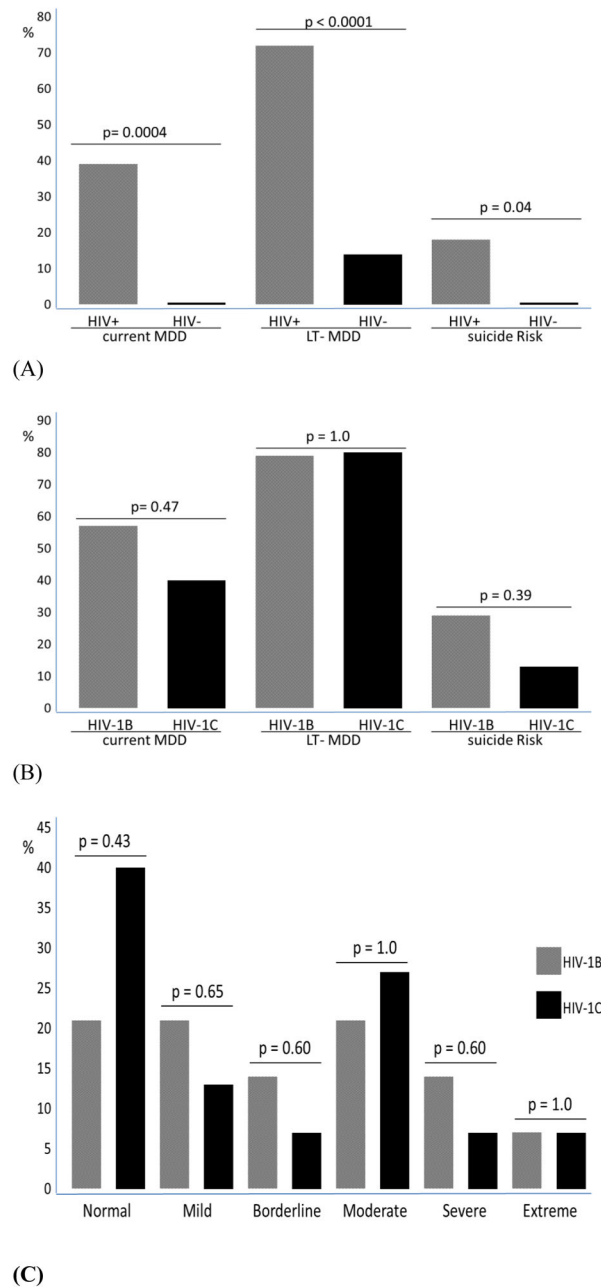 80
%
p < 0.0001
70
60
50
p= 0.0004
40
30
p = 0.04
20
10
0
HIV+ HIV- HIV+ HIV- HIV+ HIV-
current MDD LT- MDD suicide Risk
(A)
90
%
p = 1.0
80
70
p= 0.47
60
50
40
p = 0.39
30
20
10
0
HIV-1B HIV-1C HIV-1B HIV-1C HIV-1B HIV-1C
current MDD LT- MDD suicide Risk
(B)
45
%
p = 0.43
40
35
30
p = 1.0
HIV-1B
25
p = 0.65
HIV-1C
20
p = 0.60 p = 0.60
15
10
p = 1.0
5
0
Normal Mild Borderline Moderate Severe Extreme
(C)